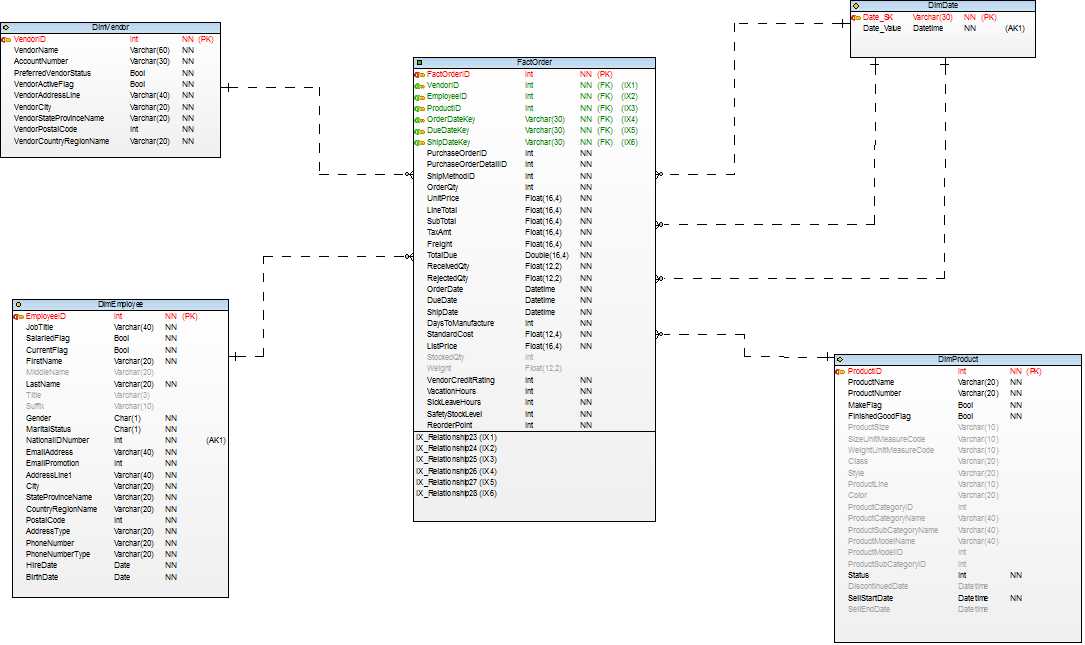 DimVendor
VendorID Int NN (PK)
VendorName Varchar(60) NN
AccountNumber Varchar(30) NN
PreferredVendorStatus Bool NN
VendorActiveFlag Bool NN
VendorAddressLine Varchar(40) NN
VendorCity Varchar(20) NN
VendorStateProvinceName Varchar(20) NN
VendorPostalCode Int NN
VendorCountryRegionName Varchar(20) NN
DimEmployee
EmployeeID Int NN (PK)
JobTitle Varchar(40) NN
SalariedFlag Bool NN
CurrentFlag Bool NN
FirstName Varchar(20) NN
MiddleName Varchar(20)
LastName Varchar(20) NN
Title Varchar(3)
Suffix Varchar(10)
Gender Char(1) NN
MaritalStatus Char(1) NN
NationalIDNumber Int NN (AK1)
EmailAddress Varchar(40) NN
EmailPromotion Int NN
AddressLine1 Varchar(40) NN
City Varchar(20) NN
StateProvinceName Varchar(20) NN
CountryRegionName Varchar(20) NN
PostalCode Int NN
AddressType Varchar(20) NN
PhoneNumber Varchar(20) NN
PhoneNumberType Varchar(20) NN
HireDate Date NN
BirthDate Date NN
FactOrder
FactOrderID Int NN (PK)
VendorID Int NN (FK) (IX1)
EmployeeID Int NN (FK) (IX2)
ProductID Int NN (FK) (IX3)
OrderDateKey Varchar(30) NN (FK) (IX4)
DueDateKey Varchar(30) NN (FK) (IX5)
ShipDateKey Varchar(30) NN (FK) (IX6)
PurchaseOrderID Int NN
PurchaseOrderDetailID Int NN
ShipMethodID Int NN
OrderQty Int NN
UnitPrice Float(16,4) NN
LineTotal Float(16,4) NN
SubTotal Float(16,4) NN
TaxAmt Float(16,4) NN
Freight Float(16,4) NN
TotalDue Double(16,4) NN
ReceivedQty Float(12,2) NN
RejectedQty Float(12,2) NN
OrderDate Datetime NN
DueDate Datetime NN
ShipDate Datetime NN
DaysToManufacture Int NN
StandardCost Float(12,4) NN
ListPrice Float(16,4) NN
StockedQty Int
Weight Float(12,2)
VendorCreditRating Int NN
VacationHours Int NN
SickLeaveHours Int NN
SafetyStockLevel Int NN
ReorderPoint Int NN
IX_Relationship23 (IX1)
IX_Relationship24 (IX2)
IX_Relationship25 (IX3)
IX_Relationship26 (IX4)
IX_Relationship27 (IX5)
IX_Relationship28 (IX6)
DimDate
Date_SK Varchar(30) NN (PK)
Date_Value Datetime NN (AK1)
DimProduct
ProductID Int NN (PK)
ProductName Varchar(20) NN
ProductNumber Varchar(20) NN
MakeFlag Bool NN
FinishedGoodFlag Bool NN
ProductSize Varchar(10)
SizeUnitMeasureCode Varchar(10)
WeightUnitMeasureCode Varchar(10)
Class Varchar(20)
Style Varchar(20)
ProductLine Varchar(10)
Color Varchar(20)
ProductCategoryID Int
ProductCategoryName Varchar(40)
ProductSubCategoryName Varchar(40)
ProductModelName Varchar(40)
ProductModelID Int
ProductSubCategoryID Int
Status Int NN
DiscontinuedDate Datetime
SellStartDate Datetime NN
SellEndDate Datetime